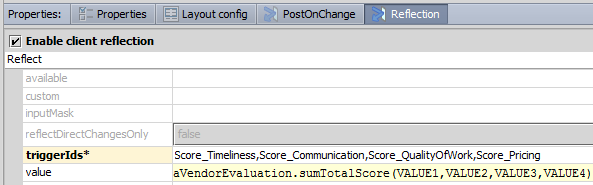 Properties: Properties Layout config PostOnChange Reflection
Enable client reflection
Reflect
available
custom
inputMask
reflectDirectChangesOnly false
triggerIds* Score_Timeliness,Score_Communication,Score_QualityOfWork,Score_Pricing
value aVendorEvaluation.sumTotalScore(VALUE1,VALUE2,VALUE3,VALUE4)